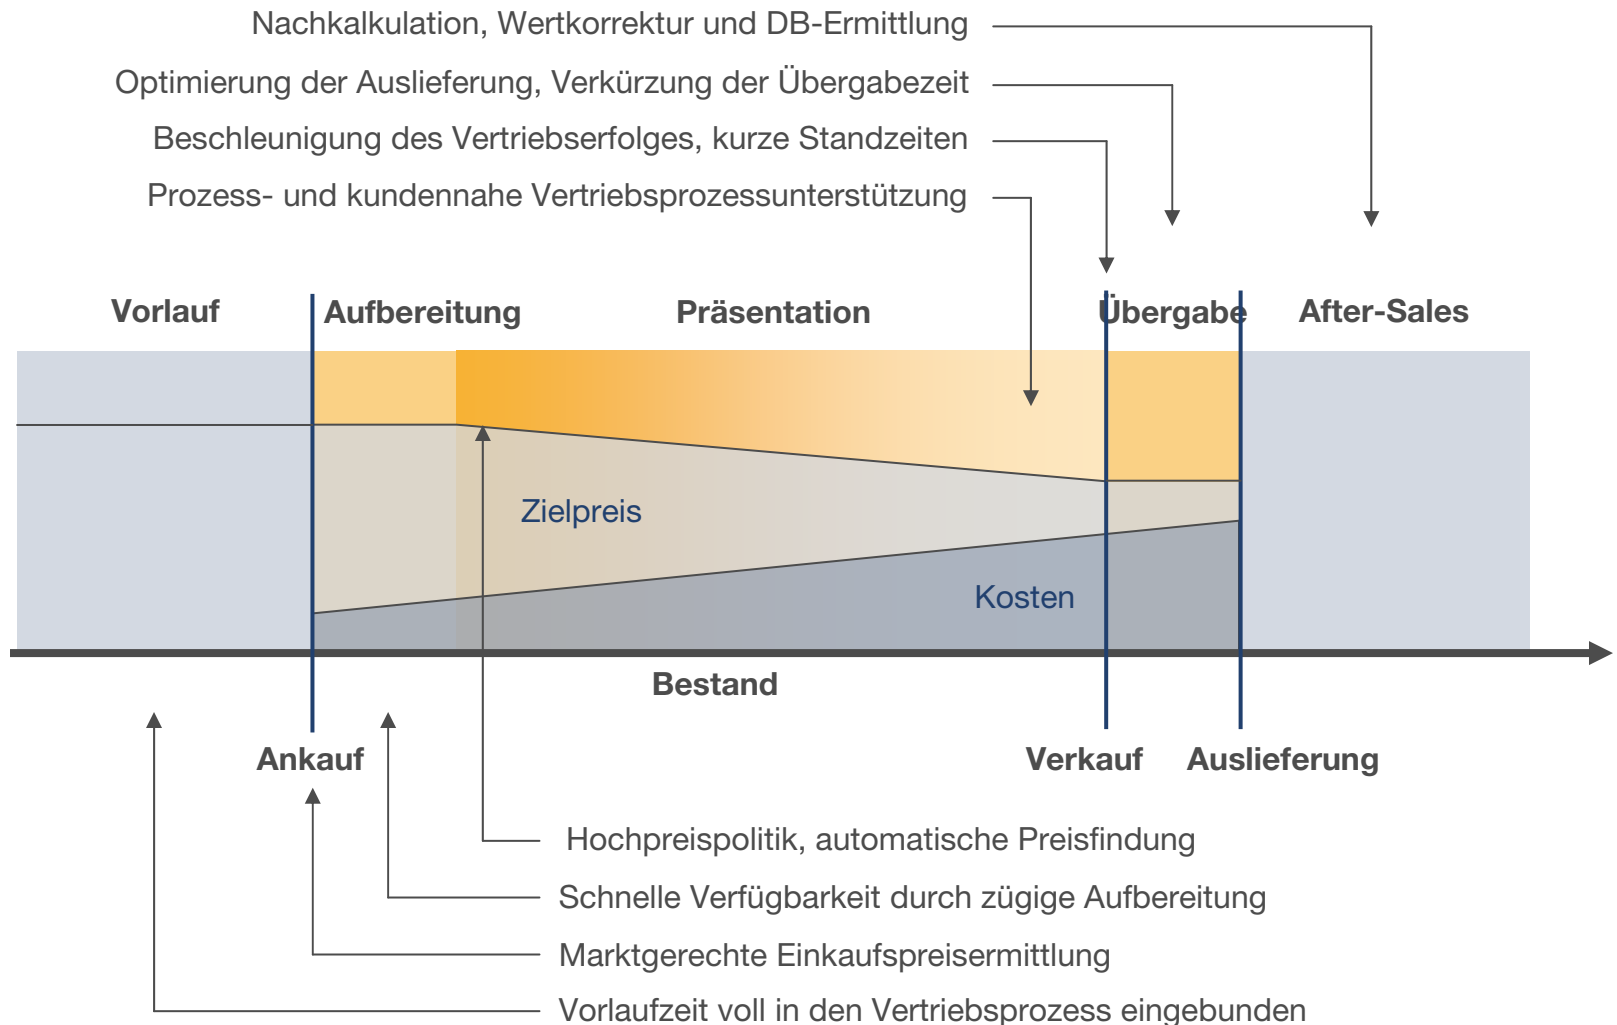 Nachkalkulation, Wertkorrektur und DB-Ermittlung
Optimierung der Auslieferung, Verkürzung der Übergabezeit
Beschleunigung des Vertriebserfolges, kurze Standzeiten
Prozess- und kundennahe Vertriebsprozessunterstützung
Vorlauf
Aufbereitung
Präsentation
Übergabe
After-Sales
Zielpreis
Kosten
Bestand
Ankauf
Verkauf
Auslieferung
Hochpreispolitik, automatische Preisfindung
Schnelle Verfügbarkeit durch zügige Aufbereitung
Marktgerechte Einkaufspreisermittlung
Vorlaufzeit voll in den Vertriebsprozess eingebunden